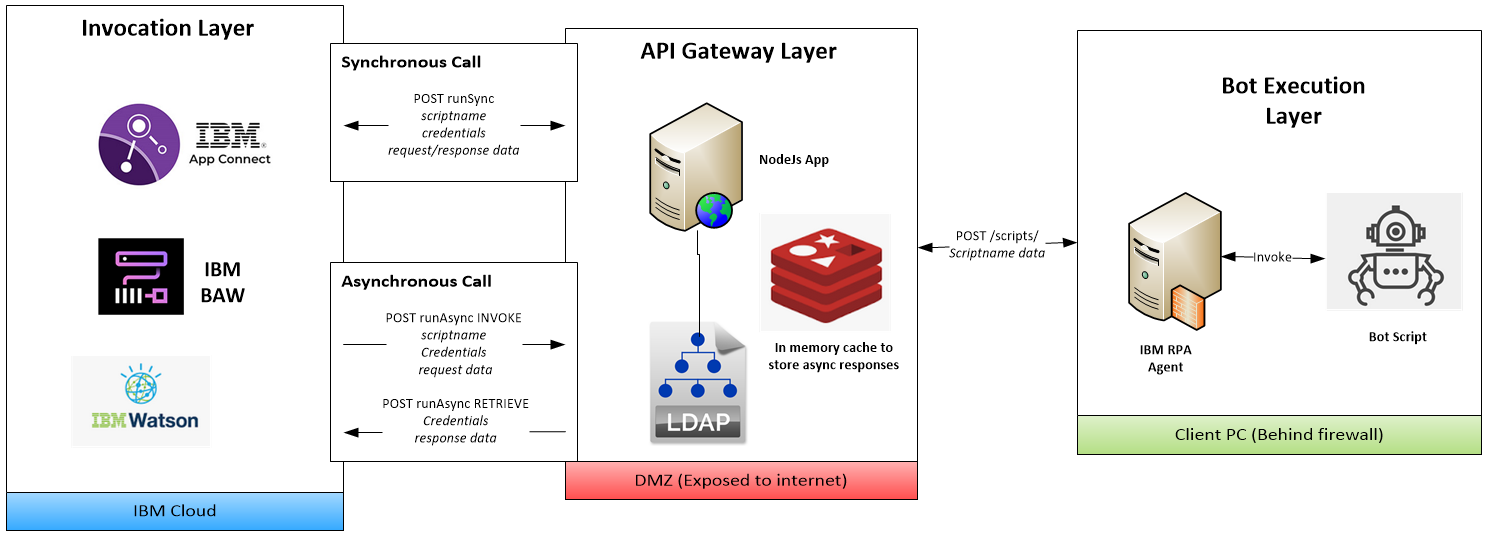 Invocation Layer
IBM
App Connect
IBM
BAW
IBM Watson
IBM Cloud
Synchronous Call
POST runSync
scriptname
credentials
request/response data
Asynchronous Call
POST runAsync INVOKE
scriptname
Credentials
request data
POST runAsync RETRIEVE
Credentials
response data
API Gateway Layer
NodeJs App
In memory cache to
store async responses
LDAP
DMZ (Exposed to internet)
POST /scripts/
Scriptname data
Bot Execution
Layer
Invoke
IBM RPA
Agent
Bot Script
Client PC (Behind firewall)